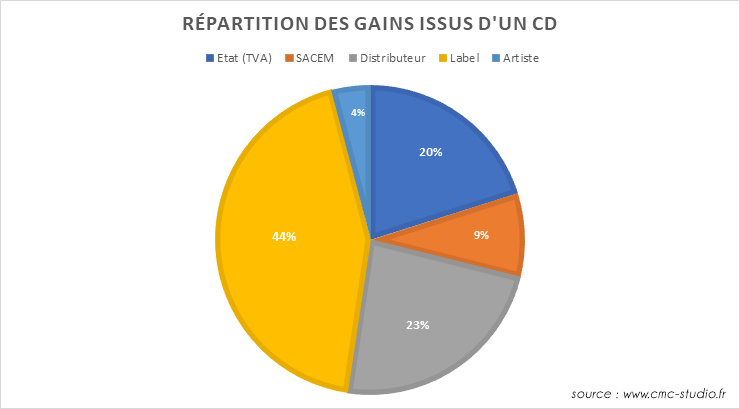 RÉPARTITION DES GAINS ISSUS D'UN CD
Etat (TVA) SACEM Distributeur Label Artiste
4%
20%
9%
44%
23%
source : www.cmc-studio.fr